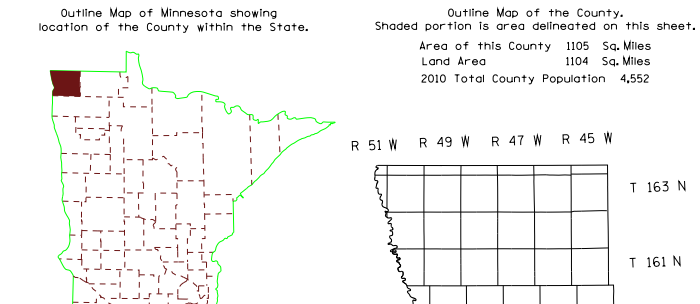 Outline Map of Minnesota showing
location of the County within the State.
Outline Map of the County.
Shaded portion is area delineated on this sheet.
Area of this County 1105 Sq. Miles
Land Area 1104 Sq. Miles
2010 Total County Population 4,552
R 51 W R 49 W R 47 W R 45 W
T 163 N
T 161 N